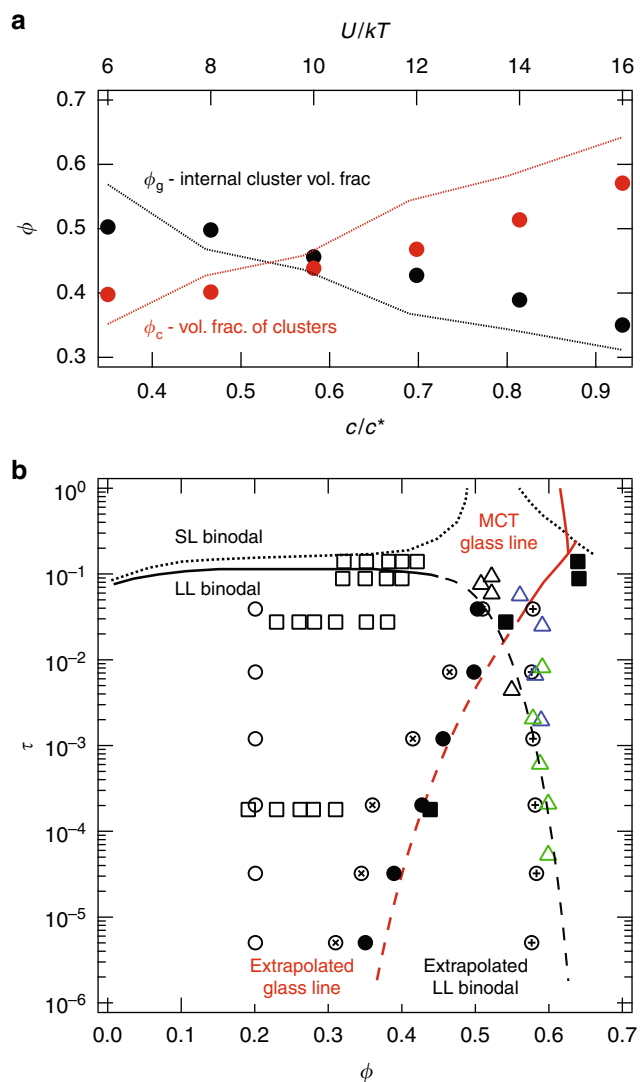 a
U/kT
6 8 10 12 14 16
0.7
0.6
0.5
0.4
0.3
ϕ
ϕg - internal cluster vol. frac
ϕc - vol. frac. of clusters
0.4 0.5 0.6 0.7 0.8 0.9
c/c*
b
10⁰
10⁻¹
10⁻²
10⁻³
10⁻⁴
10⁻⁵
10⁻⁶
τ
SL binodal
LL binodal
MCT
glass line
Extrapolated
glass line
Extrapolated
LL binodal
0.0 0.1 0.2 0.3 0.4 0.5 0.6 0.7
ϕ